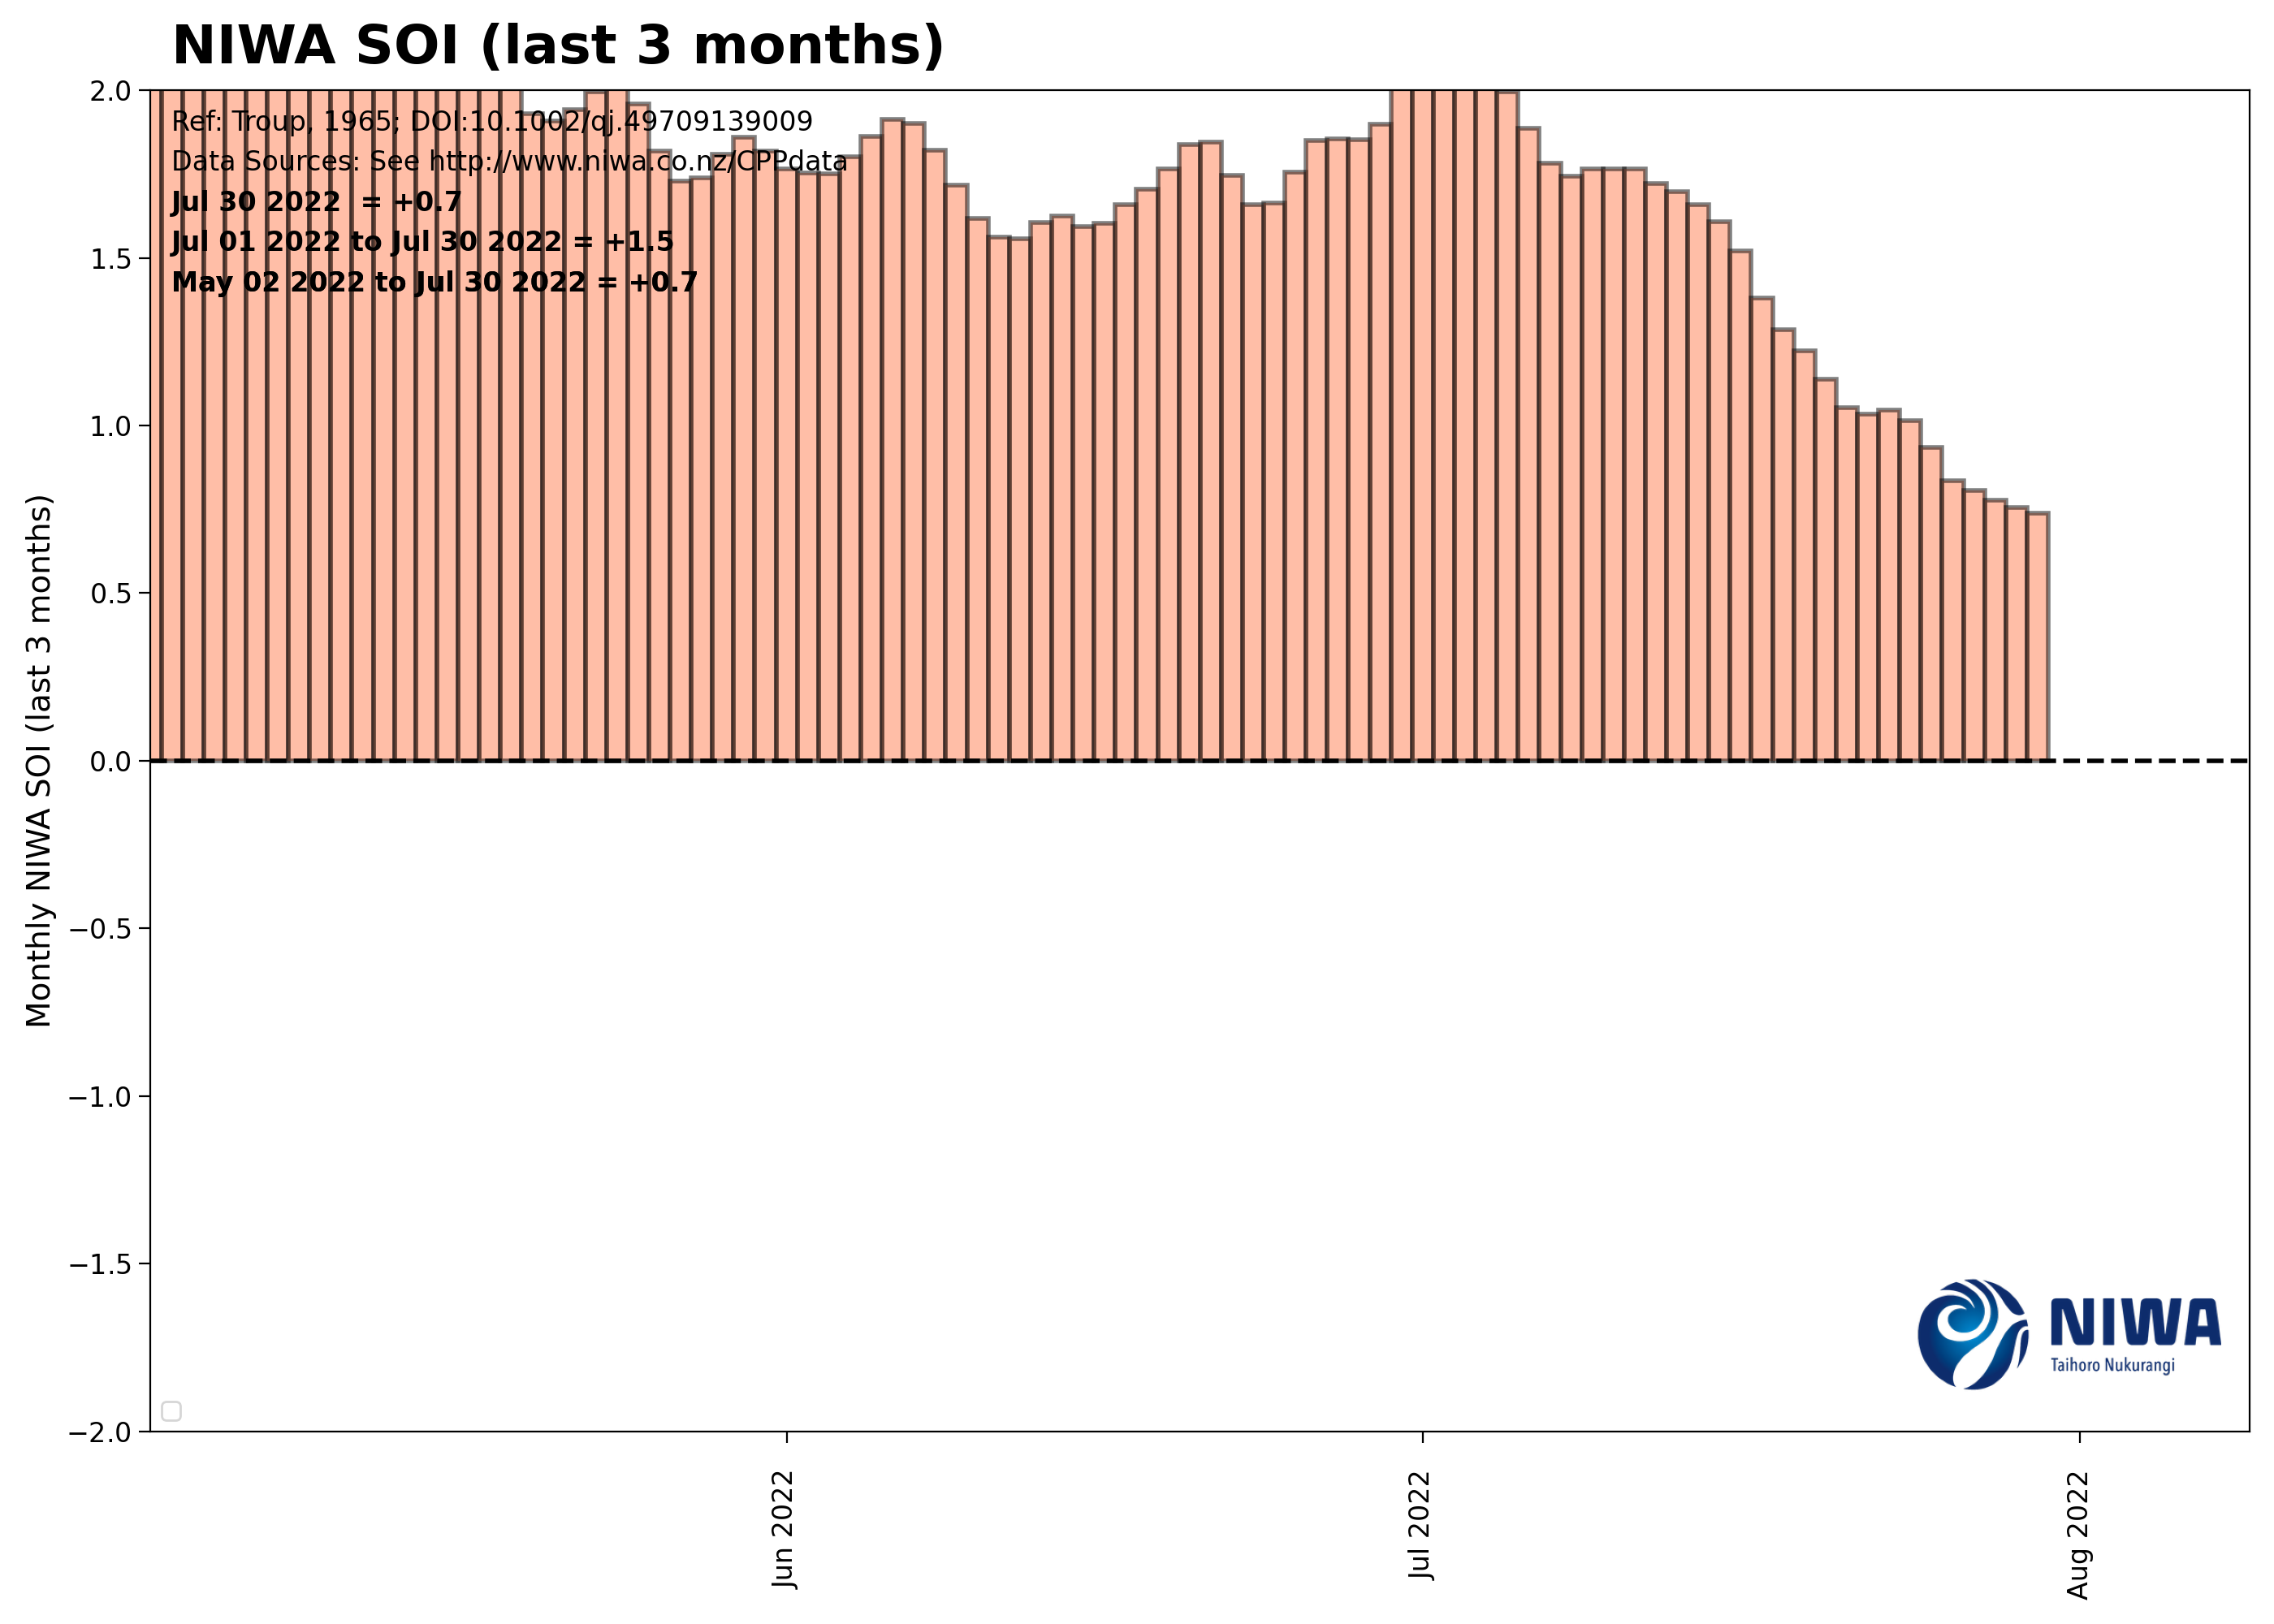 NIWA SOI (last 3 months)
Ref: Troup, 1965; DOI:10.1002/qj.49709139009
Data Sources: See http://www.niwa.co.nz/CPPdata
Jul 30 2022  = +0.7
Jul 01 2022 to Jul 30 2022 = +1.5
May 02 2022 to Jul 30 2022 = +0.7
Monthly NIWA SOI (last 3 months)
2.0
1.5
1.0
0.5
0.0
−0.5
−1.0
−1.5
−2.0
Jun 2022
Jul 2022
Aug 2022
NIWA
Taihoro Nukurangi